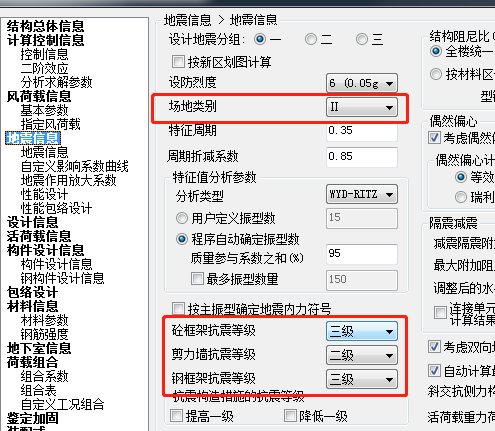 结构总体信息
计算控制信息
控制信息
二阶效应
分析求解参数
风荷载信息
基本参数
指定风荷载
地震信息
地震信息
自定义影响系数曲线
地震作用放大系数
性能设计
性能包络设计
设计信息
活荷载信息
构件设计信息
构件设计信息
钢构件设计信息
包络设计
材料信息
材料参数
钢筋强度
地下室信息
荷载组合
组合系数
组合表
自定义工况组合
鉴定加固
地震信息 > 地震信息
设计地震分组: 一 二 三
按新区划图计算
设防烈度 6 (0.05g
场地类别 II
特征周期 0.35
周期折减系数 0.85
特征值分析参数
分析类型 WYD-RITZ
用户定义振型数 15
程序自动确定振型数
质量参与系数之和(%) 95
最多振型数量 150
按主振型确定地震内力符号
砼框架抗震等级 三级
剪力墙抗震等级 二级
钢框架抗震等级 三级
抗震构造措施的抗震等级
提高一级 降低一级
结构阻尼比(
全楼统一
按材料区
型
偶然偏心
考虑偶然
偶然偏心计
等效
瑞利
隔震减震
减震隔震附
最大附加阻
调整后的水
连接单元
计算结果
考虑双向地
自动计算最
斜交抗侧力构
活荷载重力荷